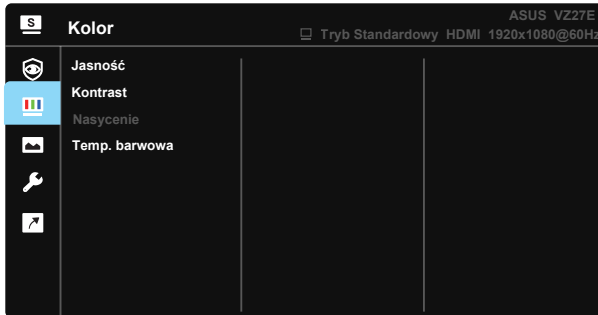 S
Kolor
ASUS VZ27E
Tryb Standardowy HDMI 1920x1080@60Hz
Jasność
Kontrast
Nasycenie
Temp. barwowa